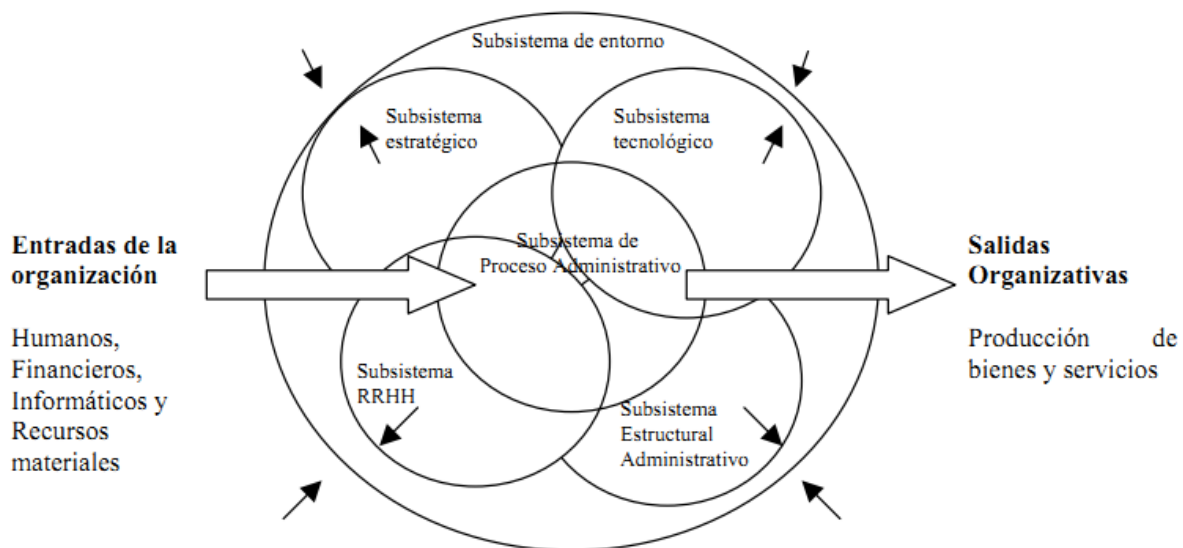 Subsistema de entorno
Subsistema
estratégico
Subsistema
tecnológico
Entradas de la
organización
Humanos,
Financieros,
Informáticos y
Recursos
materiales
Subsistema de
Proceso Administrativo
Subsistema
RRHH
Subsistema
Estructural
Administrativo
Salidas
Organizativas
Producción de
bienes y servicios